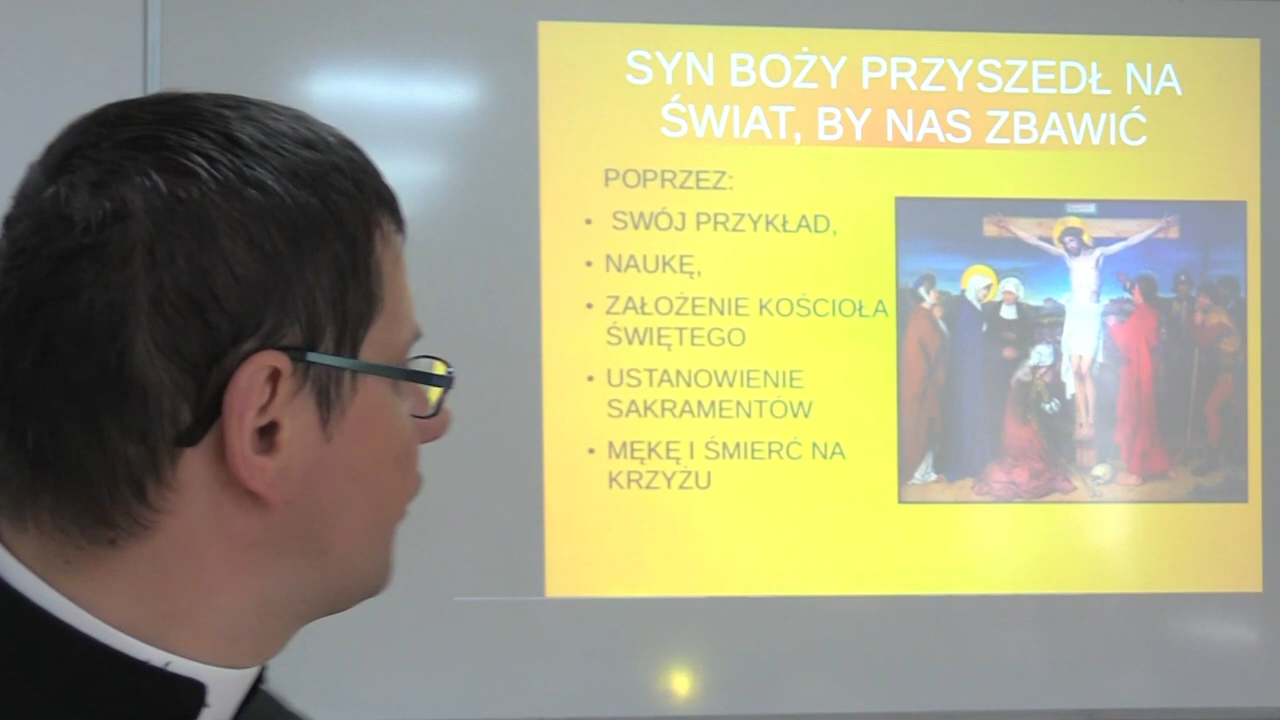 SYN BOŻY PRZYSZEDŁ NA
ŚWIAT, BY NAS ZBAWIĆ
POPRZEZ:
• SWÓJ PRZYKŁAD,
• NAUKĘ,
• ZAŁOŻENIE KOŚCIOŁA
ŚWIĘTEGO
• USTANOWIENIE
SAKRAMENTÓW
• MĘKĘ I ŚMIERĆ NA
KRZYŻU